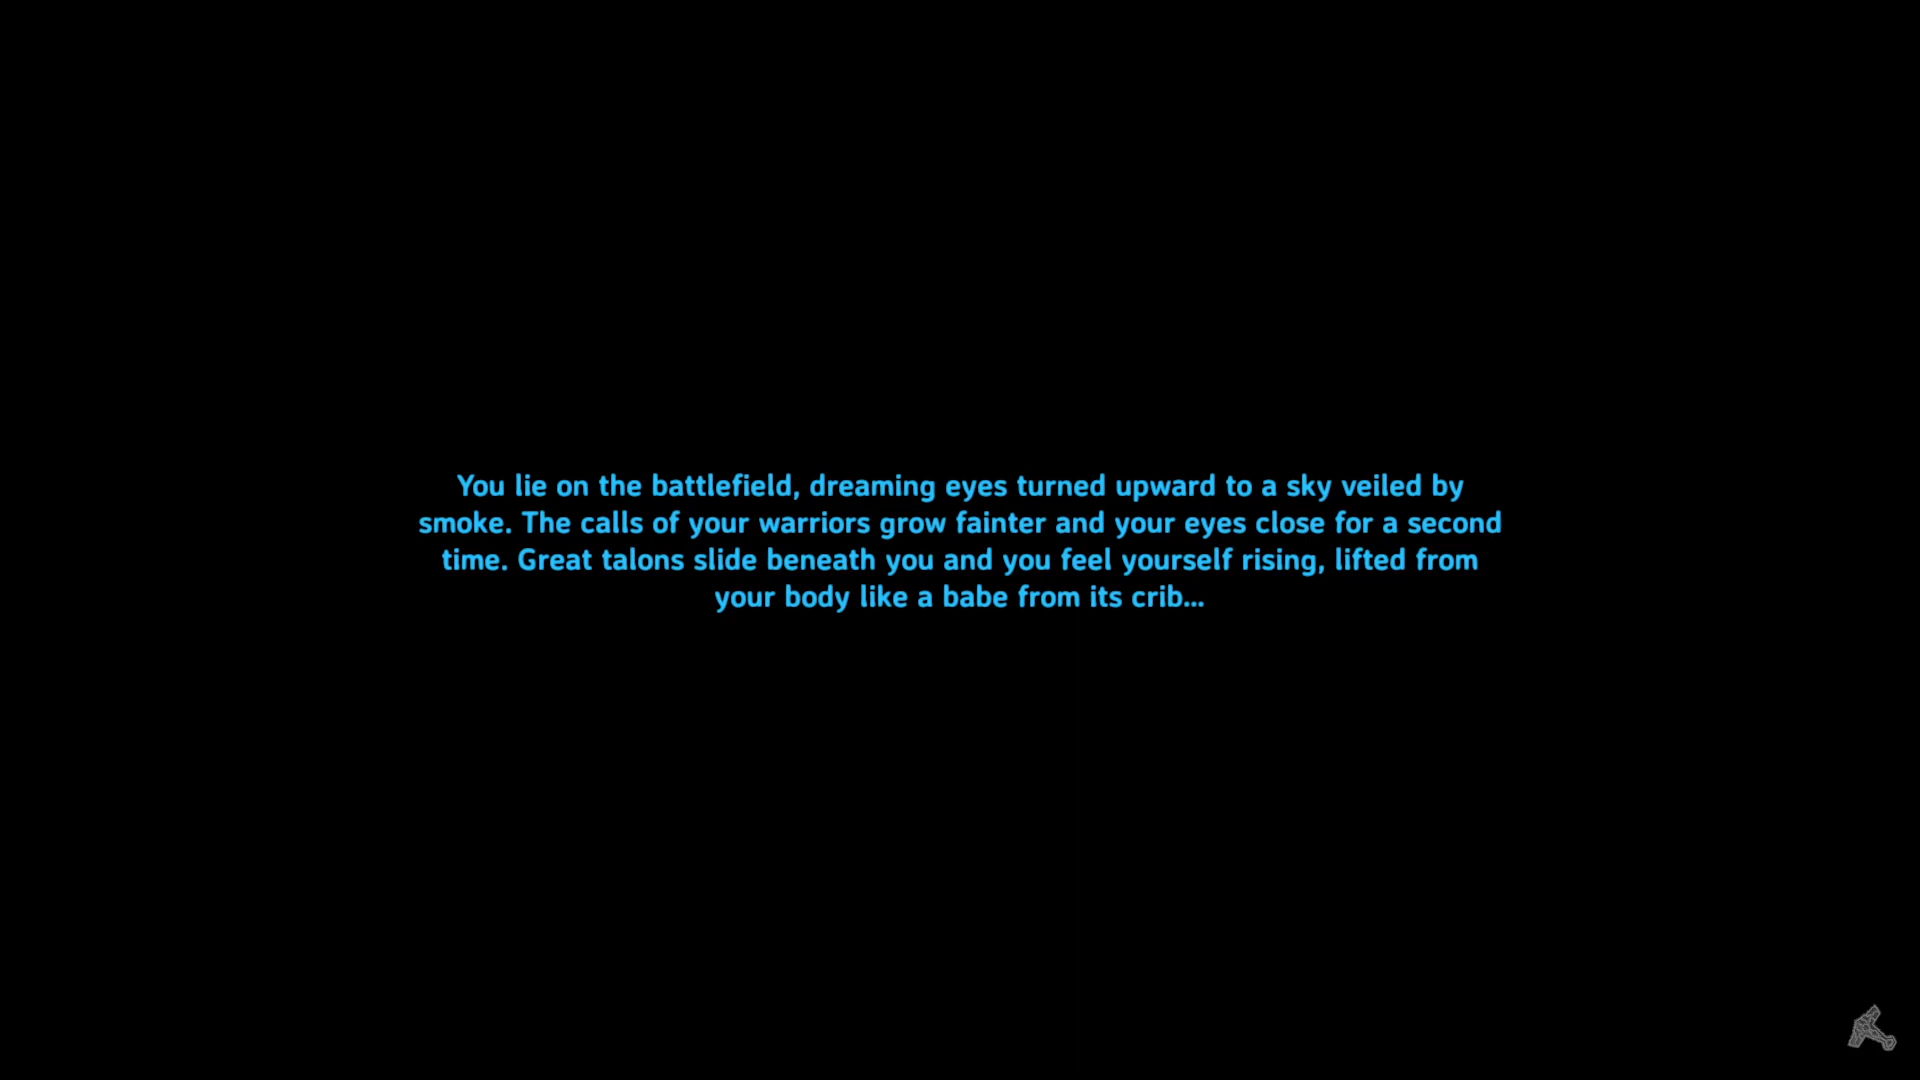 You lie on the battlefield, dreaming eyes turned upward to a sky veiled by
smoke. The calls of your warriors grow fainter and your eyes close for a second
time. Great talons slide beneath you and you feel yourself rising, lifted from
your body like a babe from its crib...